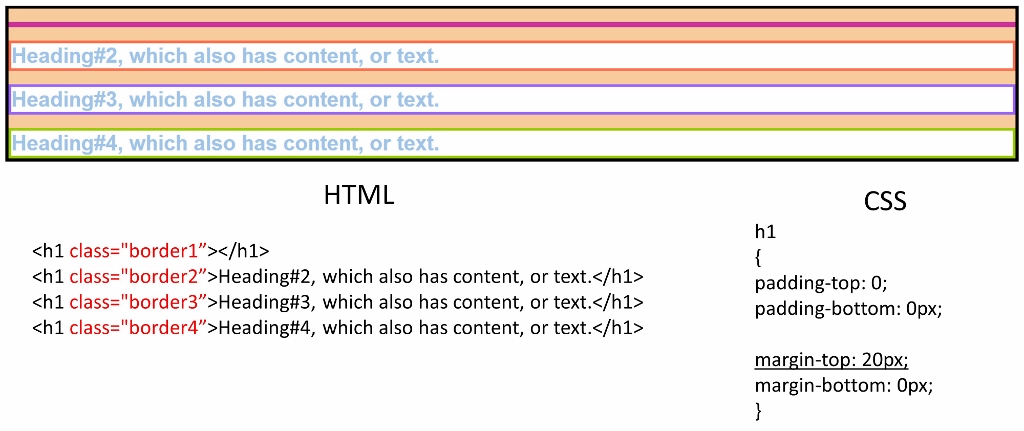 Heading#2, which also has content, or text.
Heading#3, which also has content, or text.
Heading#4, which also has content, or text.
HTML
<h1 class="border1”></h1>
<h1 class="border2”>Heading#2, which also has content, or text.</h1>
<h1 class="border3”>Heading#3, which also has content, or text.</h1>
<h1 class="border4”>Heading#4, which also has content, or text.</h1>
CSS
h1
{
padding-top: 0;
padding-bottom: 0px;
margin-top: 20px;
margin-bottom: 0px;
}